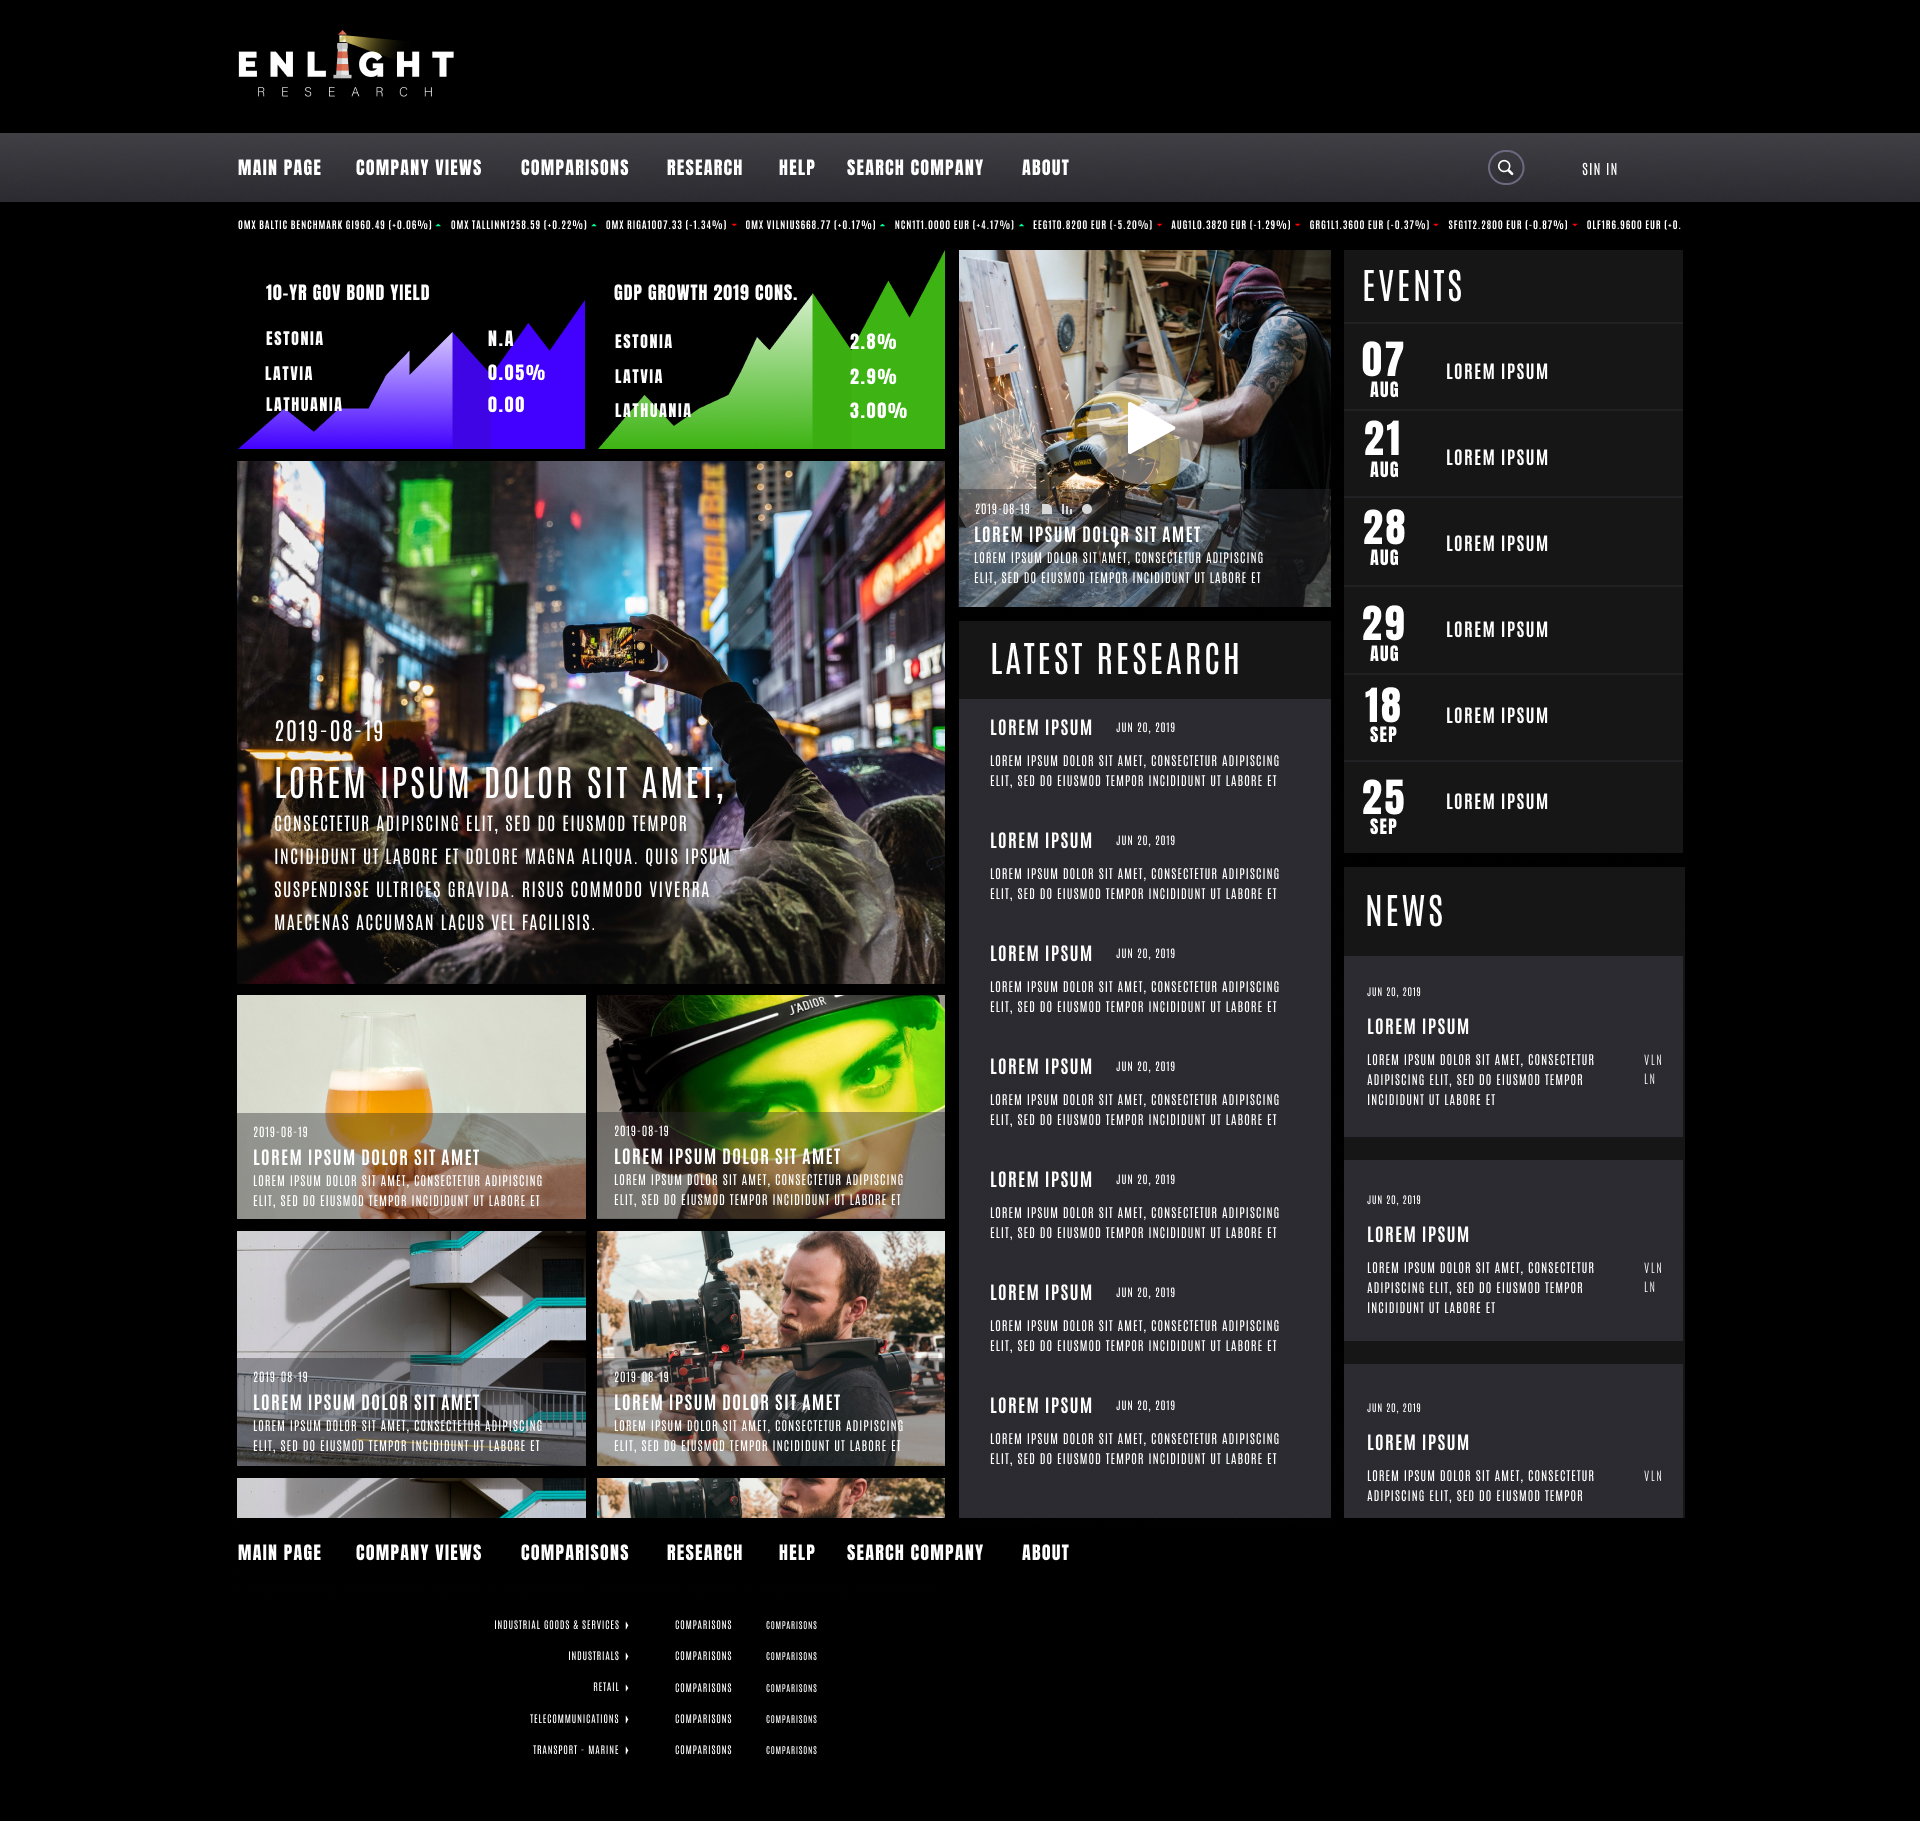 ENLIGHT
RESEARCH
MAIN PAGE COMPANY VIEWS COMPARISONS RESEARCH HELP SEARCH COMPANY ABOUT SIN IN
OMX BALTIC BENCHMARK GI960.49 (+0.06%) OMX TALLINN1258.59 (+0.22%) OMX RIGA1007.33 (-1.34%) OMX VILNIUS668.77 (+0.17%) NCN1T1.0000 EUR (+4.17%) EEG1T0.8200 EUR (-5.20%) AUG1L0.3820 EUR (-1.29%) GRG1L1.3600 EUR (-0.37%) SFG1T2.2800 EUR (-0.87%) OLF1R6.9600 EUR (+0.
10-YR GOV BOND YIELD
ESTONIA N.A
LATVIA 0.05%
LATHUANIA 0.00
GDP GROWTH 2019 CONS.
ESTONIA 2.8%
LATVIA 2.9%
LATHUANIA 3.00%
2019-08-19
LOREM IPSUM DOLOR SIT AMET,
CONSECTETUR ADIPISCING ELIT, SED DO EIUSMOD TEMPOR
INCIDIDUNT UT LABORE ET DOLORE MAGNA ALIQUA. QUIS IPSUM
SUSPENDISSE ULTRICES GRAVIDA. RISUS COMMODO VIVERRA
MAECENAS ACCUMSAN LACUS VEL FACILISIS.
2019-08-19
LOREM IPSUM DOLOR SIT AMET
LOREM IPSUM DOLOR SIT AMET, CONSECTETUR ADIPISCING
ELIT, SED DO EIUSMOD TEMPOR INCIDIDUNT UT LABORE ET
J'ADIOR
2019-08-19
LOREM IPSUM DOLOR SIT AMET
LOREM IPSUM DOLOR SIT AMET, CONSECTETUR ADIPISCING
ELIT, SED DO EIUSMOD TEMPOR INCIDIDUNT UT LABORE ET
2019-08-19
LOREM IPSUM DOLOR SIT AMET
LOREM IPSUM DOLOR SIT AMET, CONSECTETUR ADIPISCING
ELIT, SED DO EIUSMOD TEMPOR INCIDIDUNT UT LABORE ET
2019-08-19
LOREM IPSUM DOLOR SIT AMET
LOREM IPSUM DOLOR SIT AMET, CONSECTETUR ADIPISCING
ELIT, SED DO EIUSMOD TEMPOR INCIDIDUNT UT LABORE ET
DEWALT
2019-08-19
LOREM IPSUM DOLOR SIT AMET
LOREM IPSUM DOLOR SIT AMET, CONSECTETUR ADIPISCING
ELIT, SED DO EIUSMOD TEMPOR INCIDIDUNT UT LABORE ET
LATEST RESEARCH
LOREM IPSUM JUN 20, 2019
LOREM IPSUM DOLOR SIT AMET, CONSECTETUR ADIPISCING
ELIT, SED DO EIUSMOD TEMPOR INCIDIDUNT UT LABORE ET
LOREM IPSUM JUN 20, 2019
LOREM IPSUM DOLOR SIT AMET, CONSECTETUR ADIPISCING
ELIT, SED DO EIUSMOD TEMPOR INCIDIDUNT UT LABORE ET
LOREM IPSUM JUN 20, 2019
LOREM IPSUM DOLOR SIT AMET, CONSECTETUR ADIPISCING
ELIT, SED DO EIUSMOD TEMPOR INCIDIDUNT UT LABORE ET
LOREM IPSUM JUN 20, 2019
LOREM IPSUM DOLOR SIT AMET, CONSECTETUR ADIPISCING
ELIT, SED DO EIUSMOD TEMPOR INCIDIDUNT UT LABORE ET
LOREM IPSUM JUN 20, 2019
LOREM IPSUM DOLOR SIT AMET, CONSECTETUR ADIPISCING
ELIT, SED DO EIUSMOD TEMPOR INCIDIDUNT UT LABORE ET
LOREM IPSUM JUN 20, 2019
LOREM IPSUM DOLOR SIT AMET, CONSECTETUR ADIPISCING
ELIT, SED DO EIUSMOD TEMPOR INCIDIDUNT UT LABORE ET
LOREM IPSUM JUN 20, 2019
LOREM IPSUM DOLOR SIT AMET, CONSECTETUR ADIPISCING
ELIT, SED DO EIUSMOD TEMPOR INCIDIDUNT UT LABORE ET
EVENTS
07 AUG LOREM IPSUM
21 AUG LOREM IPSUM
28 AUG LOREM IPSUM
29 AUG LOREM IPSUM
18 SEP LOREM IPSUM
25 SEP LOREM IPSUM
NEWS
JUN 20, 2019
LOREM IPSUM
LOREM IPSUM DOLOR SIT AMET, CONSECTETUR VLN
ADIPISCING ELIT, SED DO EIUSMOD TEMPOR LN
INCIDIDUNT UT LABORE ET
JUN 20, 2019
LOREM IPSUM
LOREM IPSUM DOLOR SIT AMET, CONSECTETUR VLN
ADIPISCING ELIT, SED DO EIUSMOD TEMPOR LN
INCIDIDUNT UT LABORE ET
JUN 20, 2019
LOREM IPSUM
LOREM IPSUM DOLOR SIT AMET, CONSECTETUR VLN
ADIPISCING ELIT, SED DO EIUSMOD TEMPOR
MAIN PAGE COMPANY VIEWS COMPARISONS RESEARCH HELP SEARCH COMPANY ABOUT
INDUSTRIAL GOODS & SERVICES COMPARISONS COMPARISONS
INDUSTRIALS COMPARISONS COMPARISONS
RETAIL COMPARISONS COMPARISONS
TELECOMMUNICATIONS COMPARISONS COMPARISONS
TRANSPORT - MARINE COMPARISONS COMPARISONS